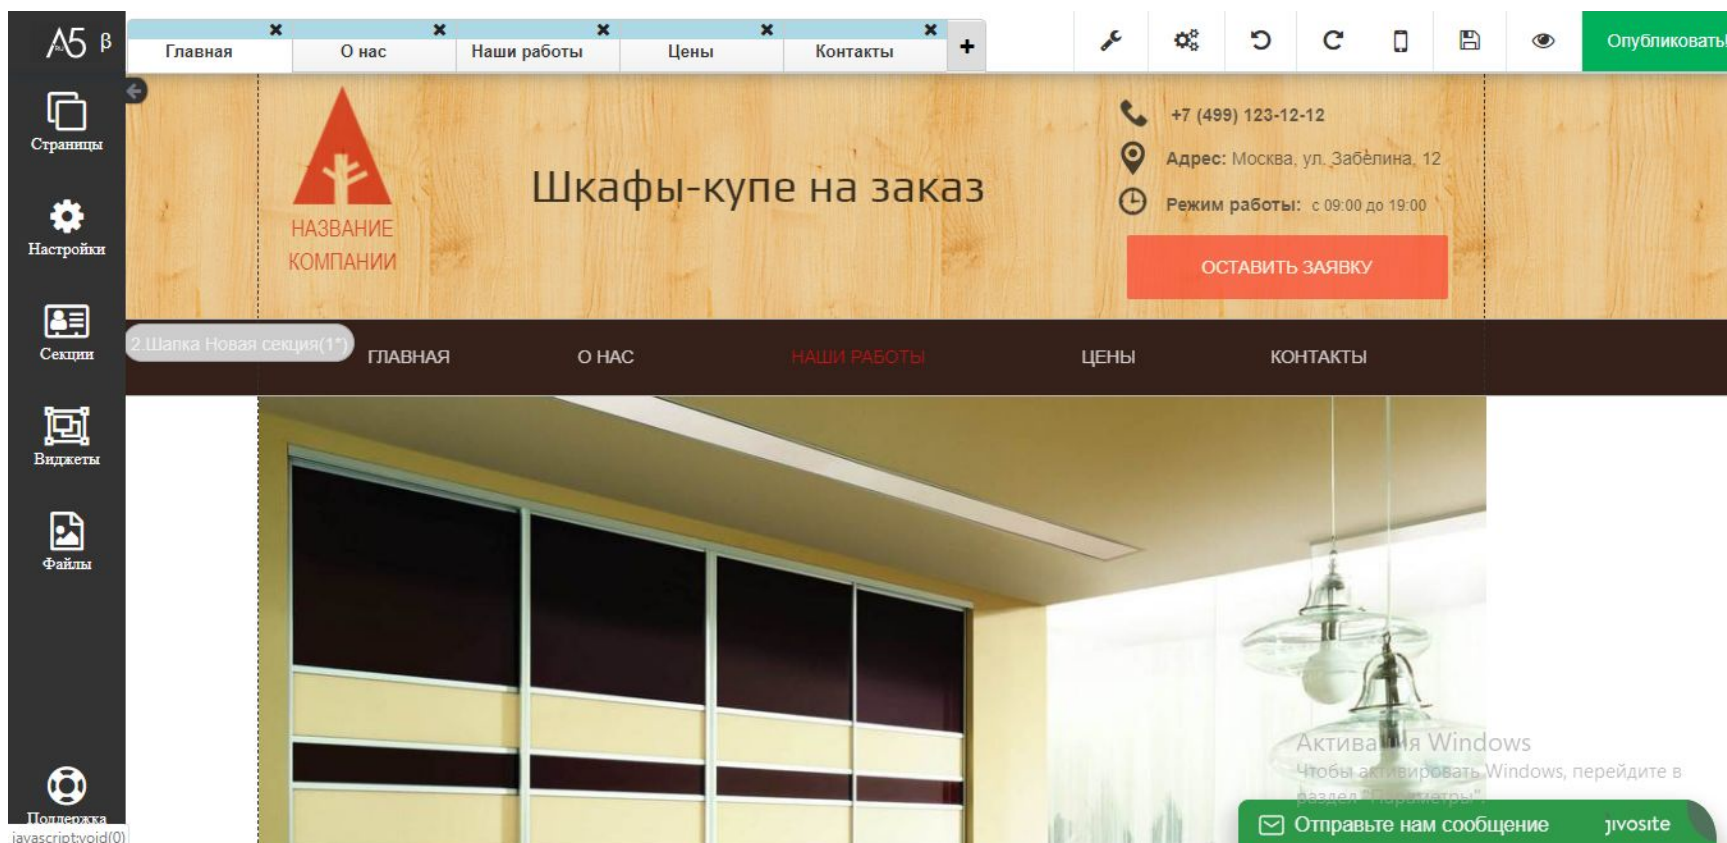 A5 β
Главная
О нас
Наши работы
Цены
Контакты
Опубликовать!
Страницы
Настройки
Секции
Виджеты
Файлы
Поддержка
javascript:void(0)
НАЗВАНИЕ
КОМПАНИИ
Шкафы-купе на заказ
+7 (499) 123-12-12
Адрес: Москва, ул. Забелина, 12
Режим работы: с 09:00 до 19:00
ОСТАВИТЬ ЗАЯВКУ
2.Шапка Новая секция(1*)
ГЛАВНАЯ
О НАС
НАШИ РАБОТЫ
ЦЕНЫ
КОНТАКТЫ
Активация Windows
Чтобы активировать Windows, перейдите в
раздел "Параметры".
Отправьте нам сообщение
jivosite